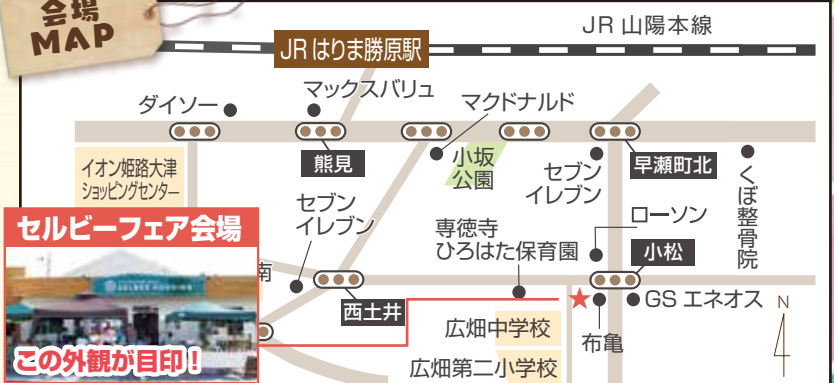 会場
MAP
JR 山陽本線
JR はりま勝原駅
ダイソー
マックスバリュ
マクドナルド
熊見
小坂
公園
セブン
イレブン
早瀬町北
くぼ整骨院
イオン姫路大津
ショッピングセンター
セルビーフェア会場
セブン
イレブン
専徳寺
ひろはた保育園
ローソン
小松
南
西土井
GS エネオス
N
広畑中学校
布亀
広畑第二小学校
SELBEE HOUSING
この外観が目印！